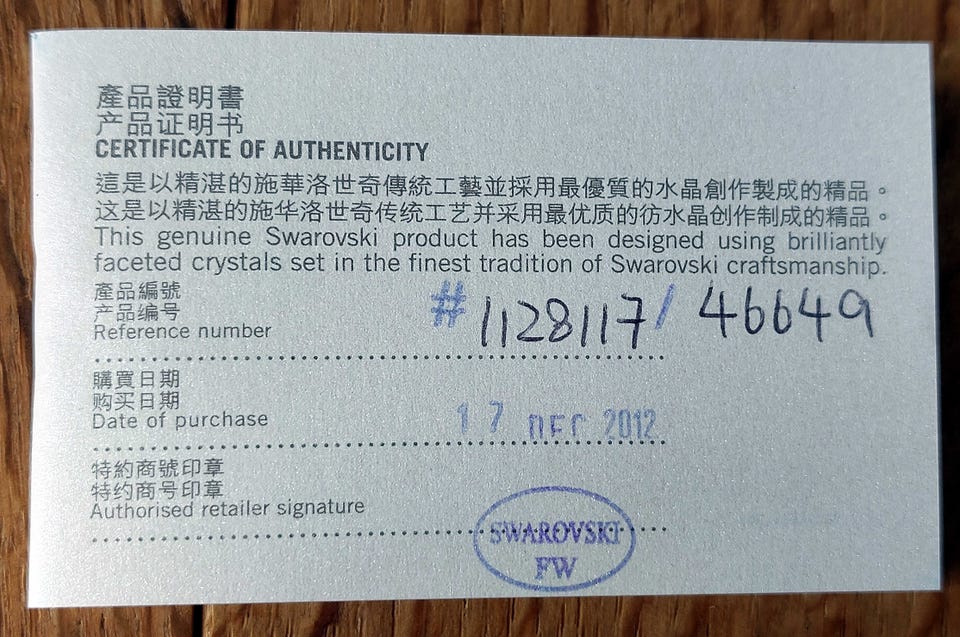 產品證明書
产品证明书
CERTIFICATE OF AUTHENTICITY
這是以精湛的施華洛世奇傳統工藝並採用最優質的水晶創作製成的精品。
这是以精湛的施华洛世奇传统工艺并采用最优质的彷水晶创作制成的精品。
This genuine Swarovski product has been designed using brilliantly
faceted crystals set in the finest tradition of Swarovski craftsmanship.
產品編號
产品编号
Reference number
#1128117/46649
購買日期
购买日期
Date of purchase
17 DEC 2012
特約商號印章
特约商号印章
Authorised retailer signature
SWAROVSKI
FW